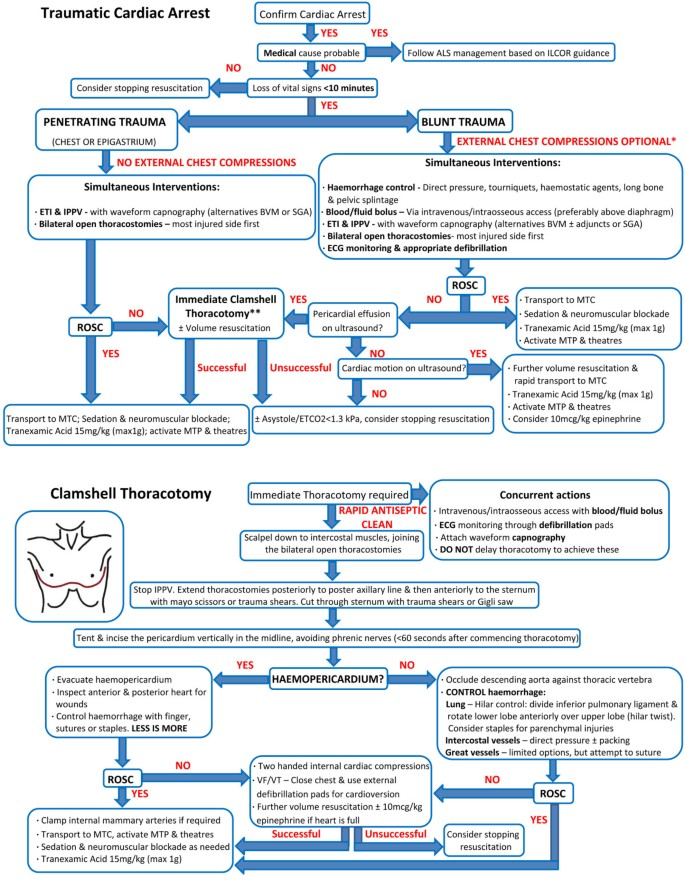 Traumatic Cardiac Arrest
Confirm Cardiac Arrest
YES
YES
Medical cause probable
Follow ALS management based on ILCOR guidance
NO
NO
Consider stopping resuscitation
Loss of vital signs <10 minutes
YES
PENETRATING TRAUMA
(CHEST OR EPIGASTRIUM)
BLUNT TRAUMA
NO EXTERNAL CHEST COMPRESSIONS
EXTERNAL CHEST COMPRESSIONS OPTIONAL*
Simultaneous Interventions:
· ETI & IPPV - with waveform capnography (alternatives BVM or SGA)
· Bilateral open thoracostomies – most injured side first
Simultaneous Interventions:
· Haemorrhage control - Direct pressure, tourniquets, haemostatic agents, long bone
& pelvic splintage
· Blood/fluid bolus – Via intravenous/intraosseous access (preferably above diaphragm)
· ETI & IPPV - with waveform capnography (alternatives BVM ± adjuncts or SGA)
· Bilateral open thoracostomies- most injured side first
· ECG monitoring & appropriate defibrillation
ROSC
NO
YES
Immediate Clamshell
Thoracotomy**
± Volume resuscitation
YES
Pericardial effusion
on ultrasound?
NO
ROSC
YES
· Transport to MTC
· Sedation & neuromuscular blockade
· Tranexamic Acid 15mg/kg (max 1g)
· Activate MTP & theatres
Successful
Unsuccessful
NO
Cardiac motion on ultrasound?
YES
NO
· Further volume resuscitation &
rapid transport to MTC
· Tranexamic Acid 15mg/kg (max 1g)
· Activate MTP & theatres
· Consider 10mcg/kg epinephrine
Transport to MTC; Sedation & neuromuscular blockade;
Tranexamic Acid 15mg/kg (max1g); activate MTP & theatres
± Asystole/ETCO2<1.3 kPa, consider stopping resuscitation
Clamshell Thoracotomy
Immediate Thoracotomy required
RAPID ANTISEPTIC
CLEAN
Concurrent actions
· Intravenous/intraosseous access with blood/fluid bolus
· ECG monitoring through defibrillation pads
· Attach waveform capnography
· DO NOT delay thoracotomy to achieve these
Scalpel down to intercostal muscles, joining
the bilateral open thoracostomies
Stop IPPV. Extend thoracostomies posteriorly to poster axillary line & then anteriorly to the sternum
with mayo scissors or trauma shears. Cut through sternum with trauma shears or Gigli saw
Tent & incise the pericardium vertically in the midline, avoiding phrenic nerves (<60 seconds after commencing thoracotomy)
YES
HAEMOPERICARDIUM?
NO
· Evacuate haemopericardium
· Inspect anterior & posterior heart for
wounds
· Control haemorrhage with finger,
sutures or staples. LESS IS MORE
· Occlude descending aorta against thoracic vertebra
· CONTROL haemorrhage:
Lung – Hilar control: divide inferior pulmonary ligament &
rotate lower lobe anteriorly over upper lobe (hilar twist).
Consider staples for parenchymal injuries
Intercostal vessels – direct pressure ± packing
Great vessels – limited options, but attempt to suture
ROSC
NO
YES
· Two handed internal cardiac compressions
· VF/VT – Close chest & use external
defibrillation pads for cardioversion
· Further volume resuscitation ± 10mcg/kg
epinephrine if heart is full
NO
ROSC
YES
Successful
Unsuccessful
· Clamp internal mammary arteries if required
· Transport to MTC, activate MTP & theatres
· Sedation & neuromuscular blockade as needed
· Tranexamic Acid 15mg/kg (max 1g)
Consider stopping
resuscitation